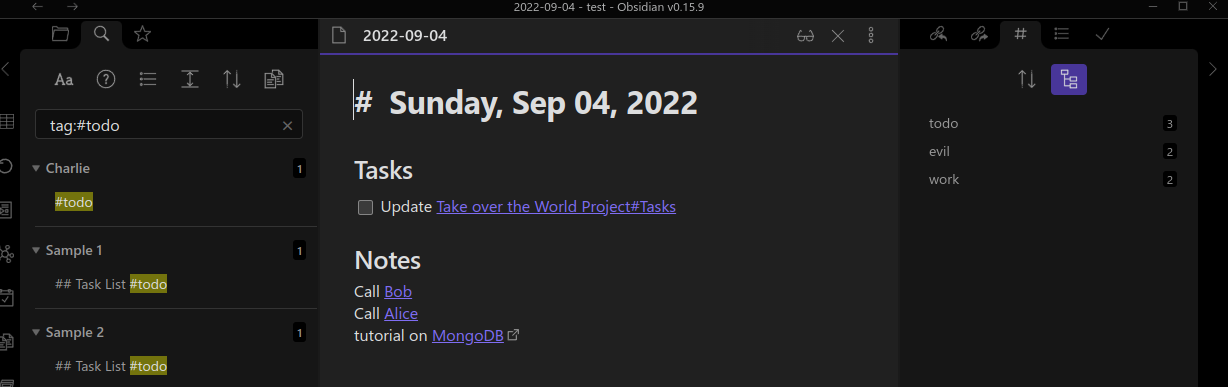 2022-09-04 - test - Obsidian v0.15.9
Aa
tag:#todo
Charlie 1
#todo
Sample 1 1
## Task List #todo
Sample 2 1
## Task List #todo
2022-09-04
# Sunday, Sep 04, 2022
Tasks
Update Take over the World Project#Tasks
Notes
Call Bob
Call Alice
tutorial on MongoDB
#
todo 3
evil 2
work 2